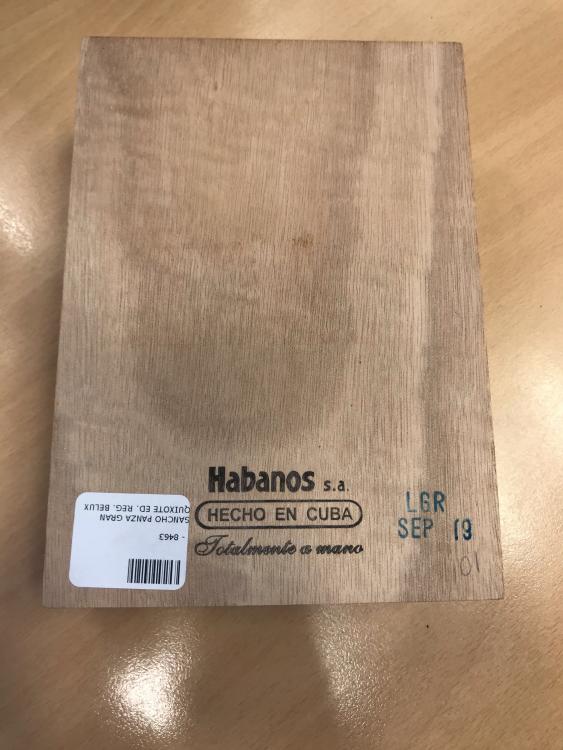 Habanos s.a.
HECHO EN CUBA
Totalmente a mano
LGR
SEP 19
01
SANCHO PANZA GRAN
QUIXOTE ED. REG. BELUX
- 8463